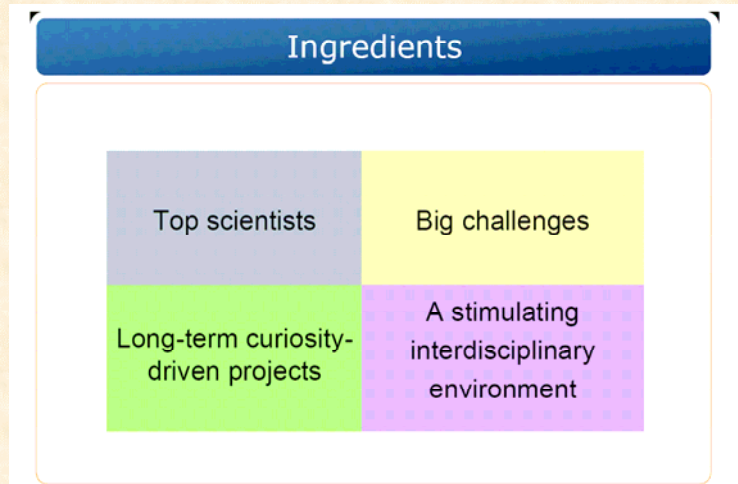 Ingredients
Top scientists
Big challenges
Long-term curiosity-
driven projects
A stimulating
interdisciplinary
environment